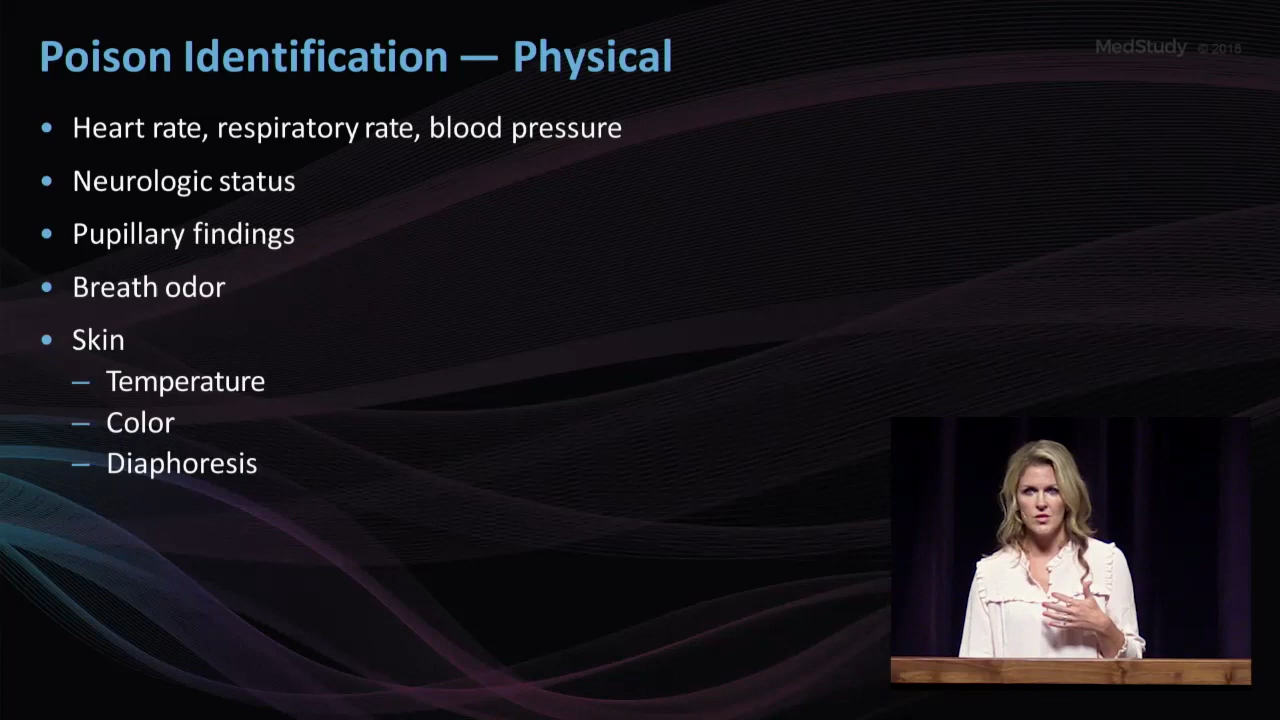 Poison Identification — Physical
MedStudy © 2016
• Heart rate, respiratory rate, blood pressure
• Neurologic status
• Pupillary findings
• Breath odor
• Skin
– Temperature
– Color
– Diaphoresis